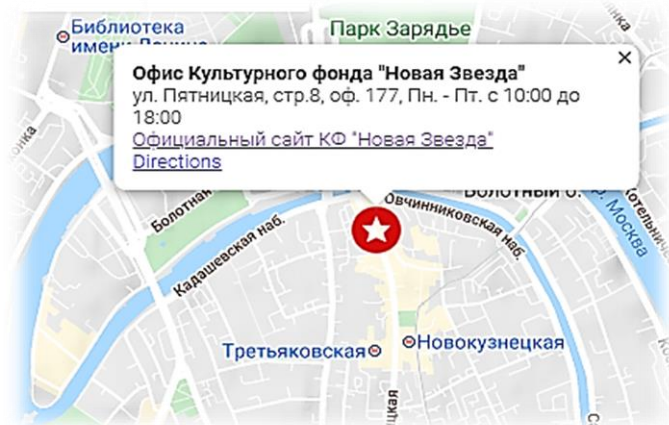 Библиотека
имени Ленина
Парк Зарядье
Офис Культурного фонда "Новая Звезда"
ул. Пятницкая, стр.8, оф. 177, Пн. - Пт. с 10:00 до
18:00
Официальный сайт КФ "Новая Звезда"
Directions
Болотная
Болотный о.
Овчинниковская наб.
Кадашевская наб.
р. Москва
Третьяковская
Новокузнецкая